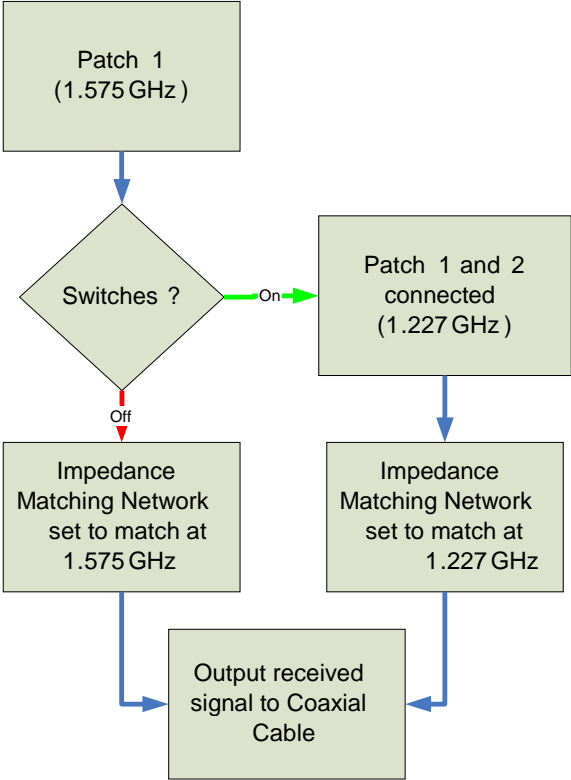 Patch 1
(1.575 GHz )
Switches ?
On
Patch 1 and 2
connected
(1.227 GHz )
Off
Impedance
Matching Network
set to match at
1.575 GHz
Impedance
Matching Network
set to match at
1.227 GHz
Output received
signal to Coaxial
Cable